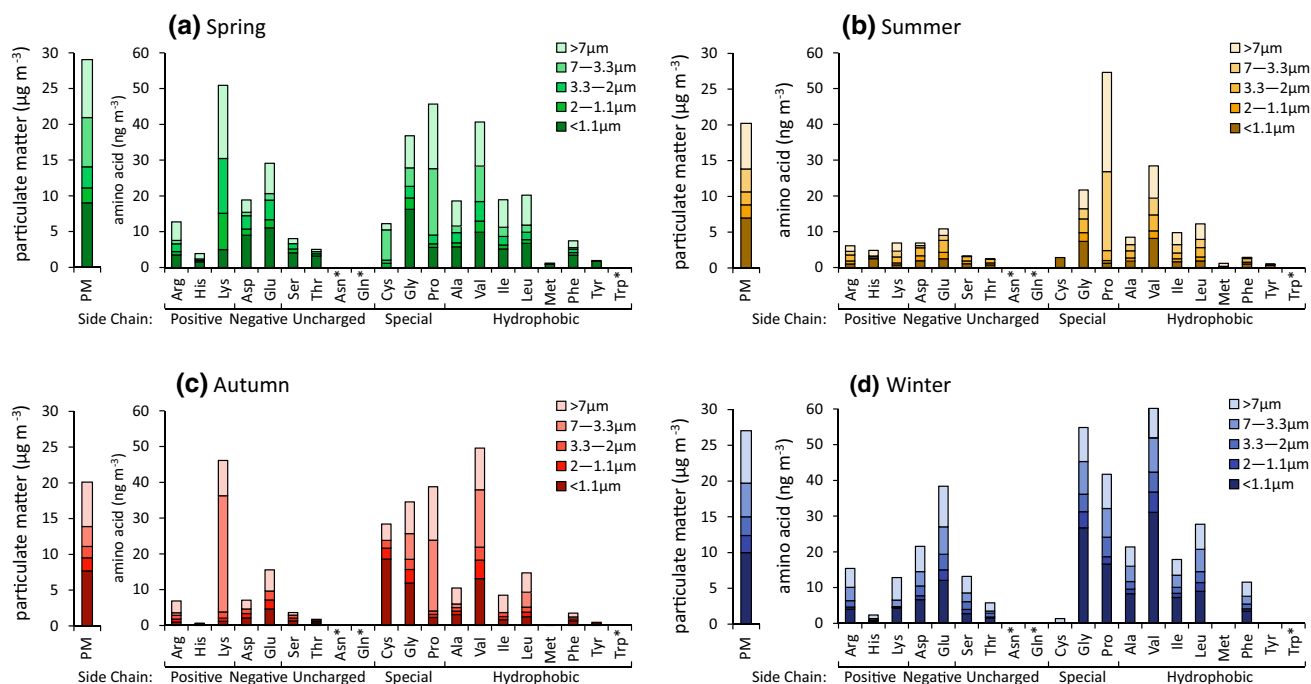 (a) Spring
particulate matter (µg m-3)
30
25
20
15
10
5
0
PM
amino acid (ng m-3)
60
50
40
30
20
10
0
>7µm
7—3.3µm
3.3—2µm
2—1.1µm
<1.1µm
Arg His Lys Asp Glu Ser Thr Asn* Gln* Cys Gly Pro Ala Val Ile Leu Met Phe Tyr Trp*
Side Chain: Positive Negative Uncharged Special Hydrophobic
(b) Summer
particulate matter (µg m-3)
30
25
20
15
10
5
0
PM
amino acid (ng m-3)
60
50
40
30
20
10
0
>7µm
7—3.3µm
3.3—2µm
2—1.1µm
<1.1µm
Arg His Lys Asp Glu Ser Thr Asn* Gln* Cys Gly Pro Ala Val Ile Leu Met Phe Tyr Trp*
Side Chain: Positive Negative Uncharged Special Hydrophobic
(c) Autumn
particulate matter (µg m-3)
30
25
20
15
10
5
0
PM
amino acid (ng m-3)
60
50
40
30
20
10
0
>7µm
7—3.3µm
3.3—2µm
2—1.1µm
<1.1µm
Arg His Lys Asp Glu Ser Thr Asn* Gln* Cys Gly Pro Ala Val Ile Leu Met Phe Tyr Trp*
Side Chain: Positive Negative Uncharged Special Hydrophobic
(d) Winter
particulate matter (µg m-3)
30
25
20
15
10
5
0
PM
amino acid (ng m-3)
60
50
40
30
20
10
0
>7µm
7—3.3µm
3.3—2µm
2—1.1µm
<1.1µm
Arg His Lys Asp Glu Ser Thr Asn* Gln* Cys Gly Pro Ala Val Ile Leu Met Phe Tyr Trp*
Side Chain: Positive Negative Uncharged Special Hydrophobic